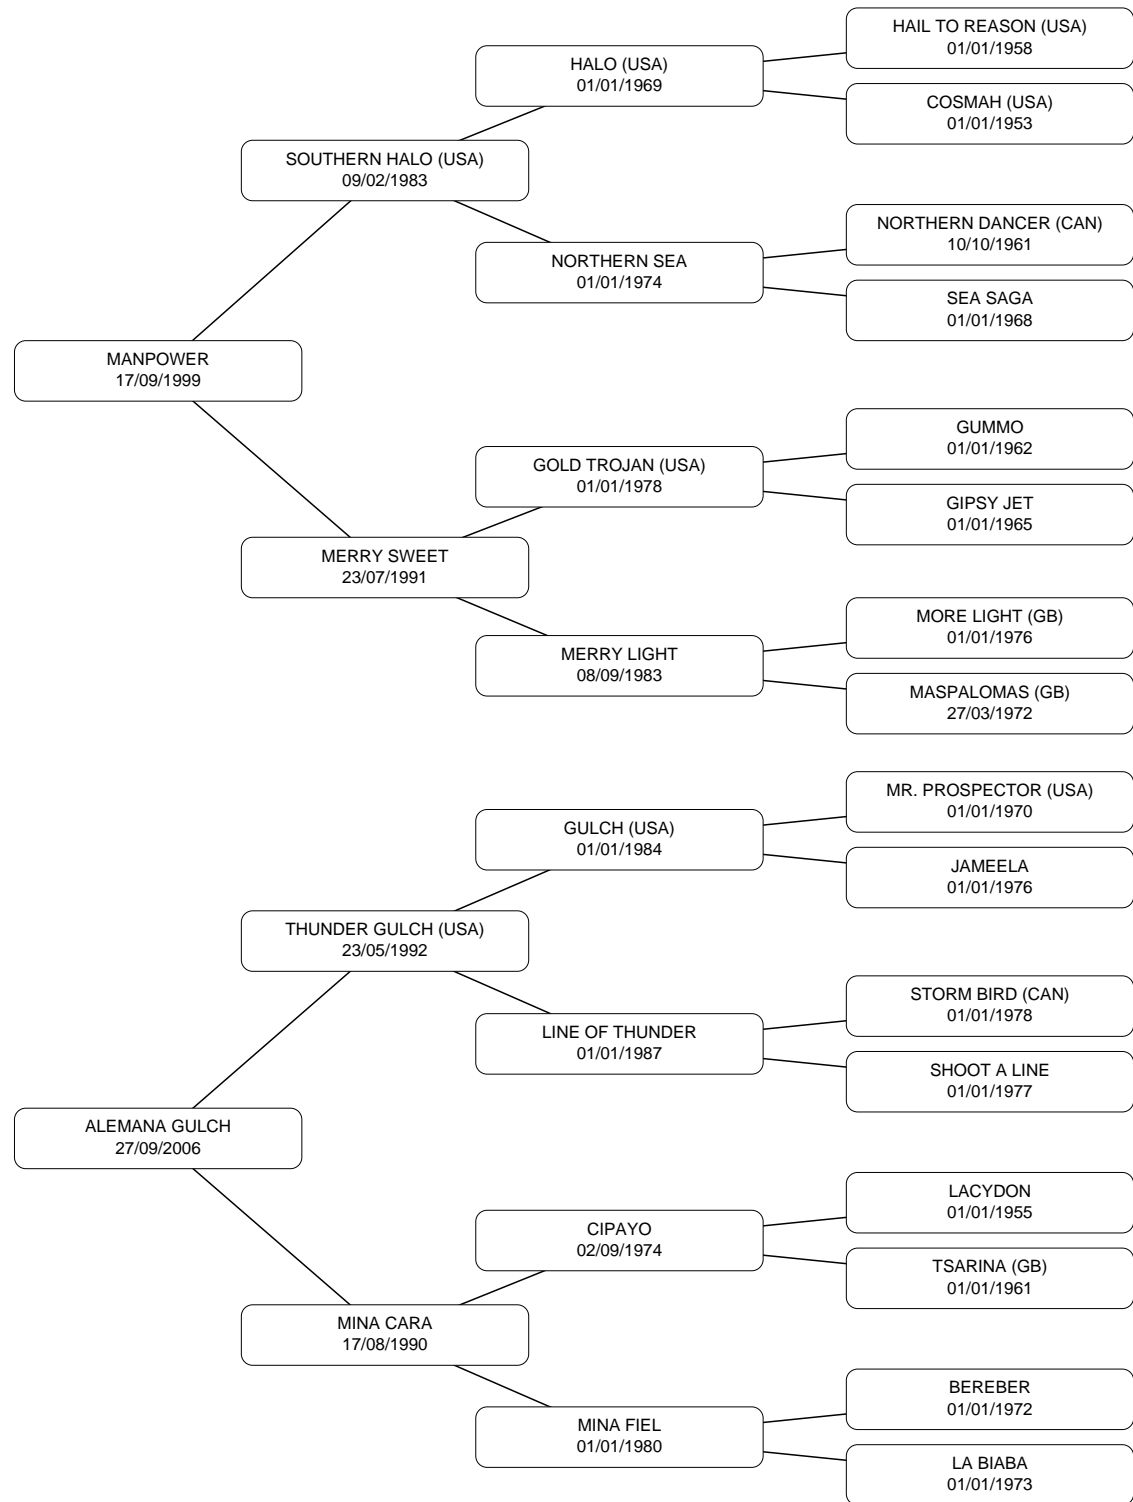 HAIL TO REASON (USA)
01/01/1958
HALO (USA)
01/01/1969
COSMAH (USA)
01/01/1953
SOUTHERN HALO (USA)
09/02/1983
NORTHERN DANCER (CAN)
10/10/1961
NORTHERN SEA
01/01/1974
SEA SAGA
01/01/1968
MANPOWER
17/09/1999
GUMMO
01/01/1962
GOLD TROJAN (USA)
01/01/1978
GIPSY JET
01/01/1965
MERRY SWEET
23/07/1991
MORE LIGHT (GB)
01/01/1976
MERRY LIGHT
08/09/1983
MASPALOMAS (GB)
27/03/1972
MR. PROSPECTOR (USA)
01/01/1970
GULCH (USA)
01/01/1984
JAMEELA
01/01/1976
THUNDER GULCH (USA)
23/05/1992
STORM BIRD (CAN)
01/01/1978
LINE OF THUNDER
01/01/1987
SHOOT A LINE
01/01/1977
ALEMANA GULCH
27/09/2006
LACYDON
01/01/1955
CIPAYO
02/09/1974
TSARINA (GB)
01/01/1961
MINA CARA
17/08/1990
BEREBER
01/01/1972
MINA FIEL
01/01/1980
LA BIABA
01/01/1973